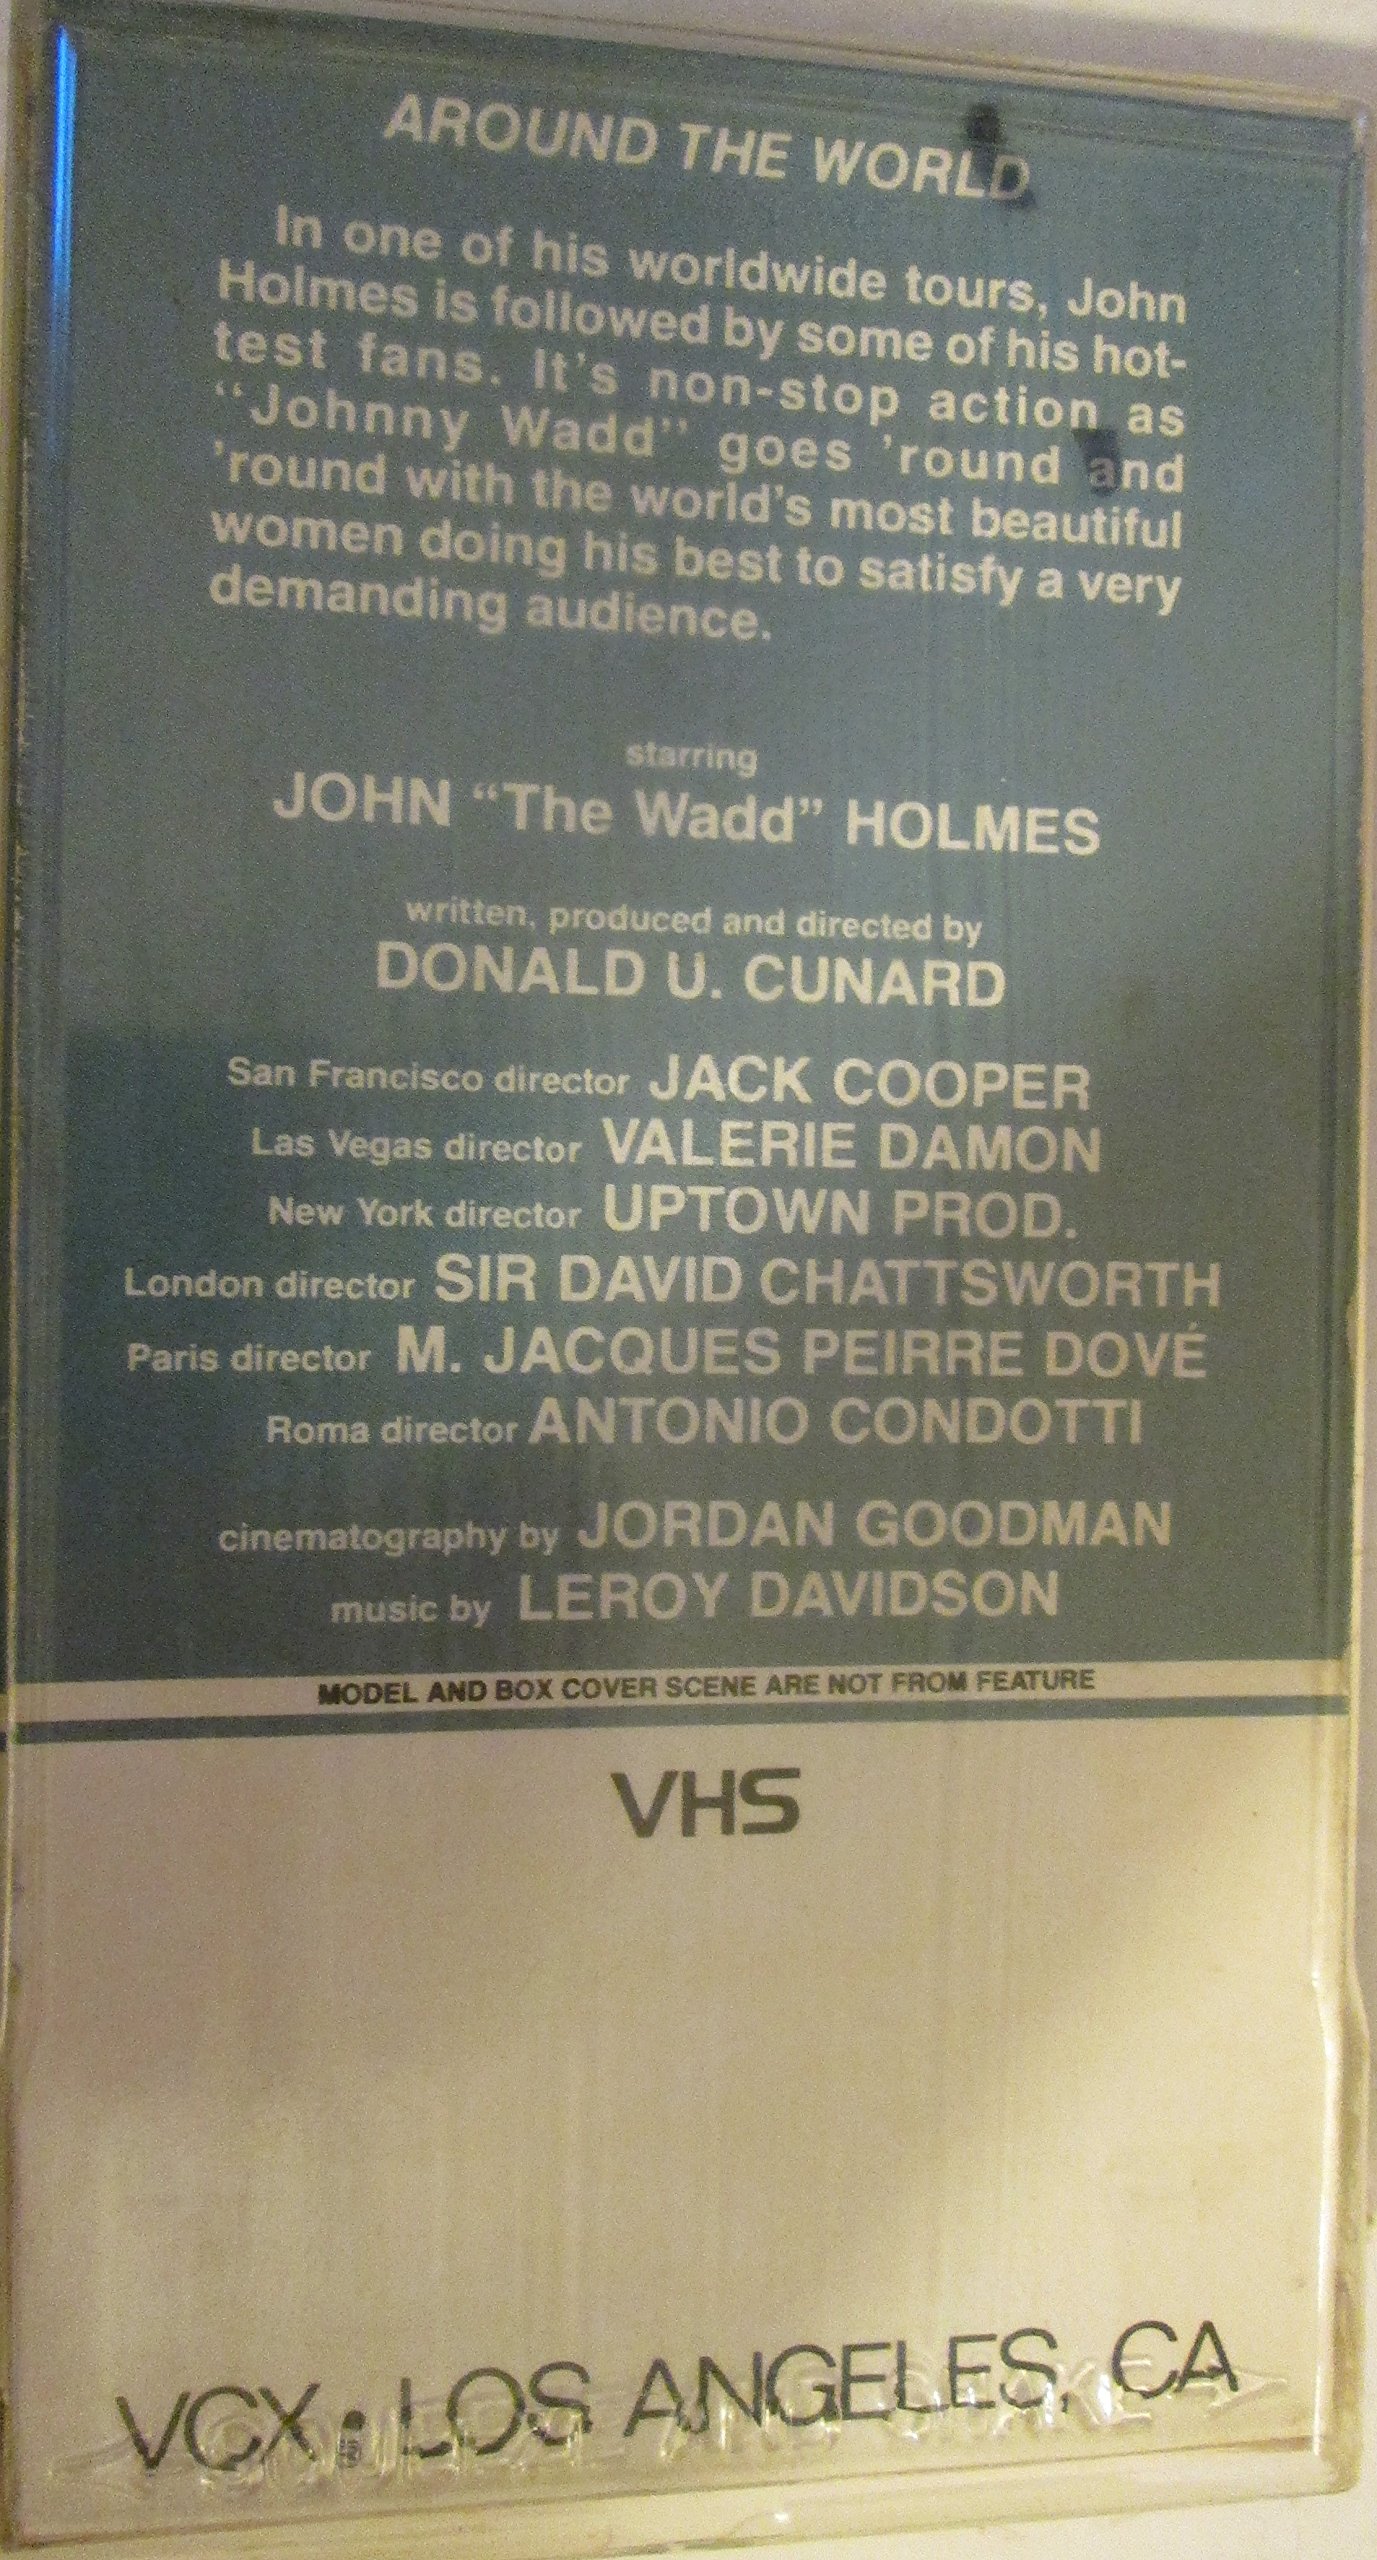 AROUND THE WORLD
In one of his worldwide tours, John
Holmes is followed by some of his hot-
test fans. It's non-stop action as
"Johnny Wadd" goes 'round and
'round with the world's most beautiful
women doing his best to satisfy a very
demanding audience.
starring
JOHN "The Wadd" HOLMES
written, produced and directed by
DONALD U. CUNARD
San Francisco director JACK COOPER
Las Vegas director VALERIE DAMON
New York director UPTOWN PROD.
London director SIR DAVID CHATTSWORTH
Paris director M. JACQUES PEIRRE DOVÉ
Roma director ANTONIO CONDOTTI
cinematography by JORDAN GOODMAN
music by LEROY DAVIDSON
MODEL AND BOX COVER SCENE ARE NOT FROM FEATURE
VHS
VCX • LOS ANGELES, CA